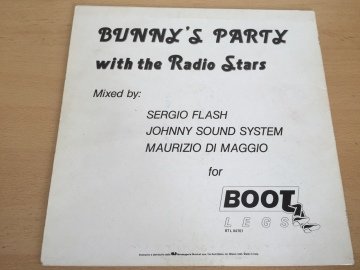 BUNNY'S PARTY
with the Radio Stars
Mixed by:
SERGIO FLASH
JOHNNY SOUND SYSTEM
MAURIZIO DI MAGGIO
for
BOOT
LEGS